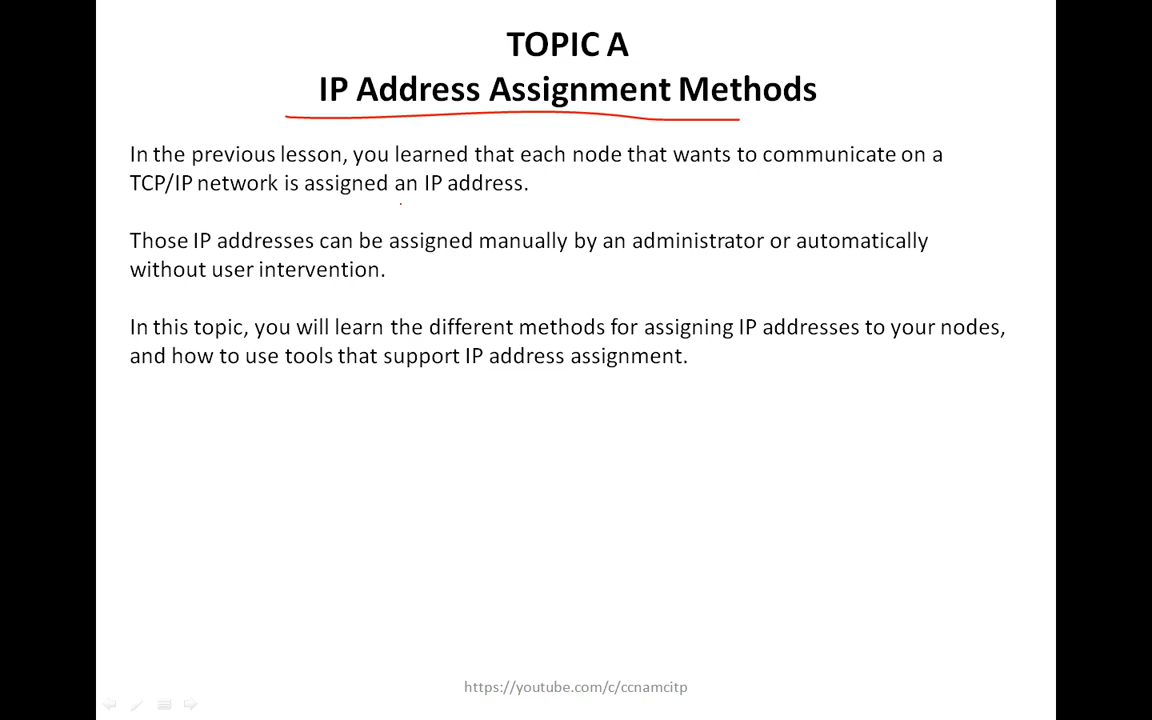 TOPIC A
IP Address Assignment Methods
In the previous lesson, you learned that each node that wants to communicate on a
TCP/IP network is assigned an IP address.
Those IP addresses can be assigned manually by an administrator or automatically
without user intervention.
In this topic, you will learn the different methods for assigning IP addresses to your nodes,
and how to use tools that support IP address assignment.
https://youtube.com/c/ccnamcitp